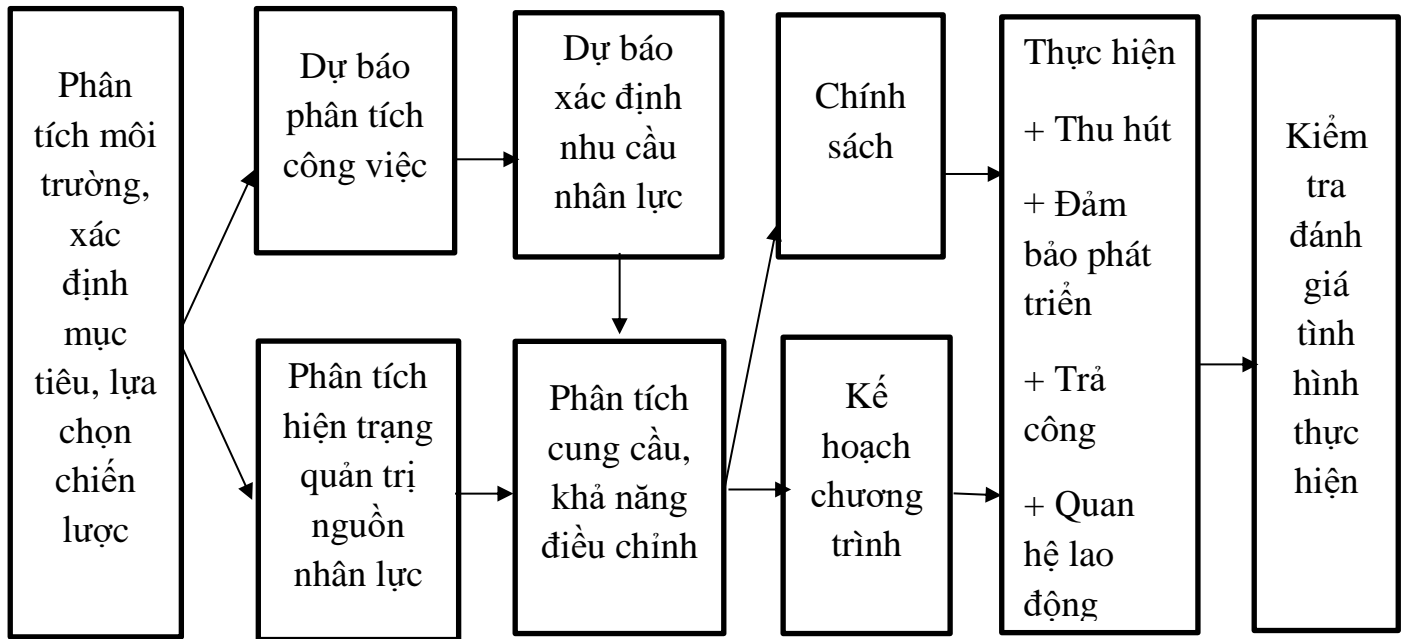 Phân
tích môi
trường,
xác
định
mục
tiêu, lựa
chọn
chiến
lược
Dự báo
phân tích
công việc
Dự báo
xác định
nhu cầu
nhân lực
Phân tích
hiện trạng
quản trị
nguồn
nhân lực
Phân tích
cung cầu,
khả năng
điều chỉnh
Chính
sách
Kế
hoạch
chương
trình
Thực hiện
+ Thu hút
+ Đảm
bảo phát
triển
+ Trả
công
+ Quan
hệ lao
động
Kiểm
tra
đánh
giá
tình
hình
thực
hiện